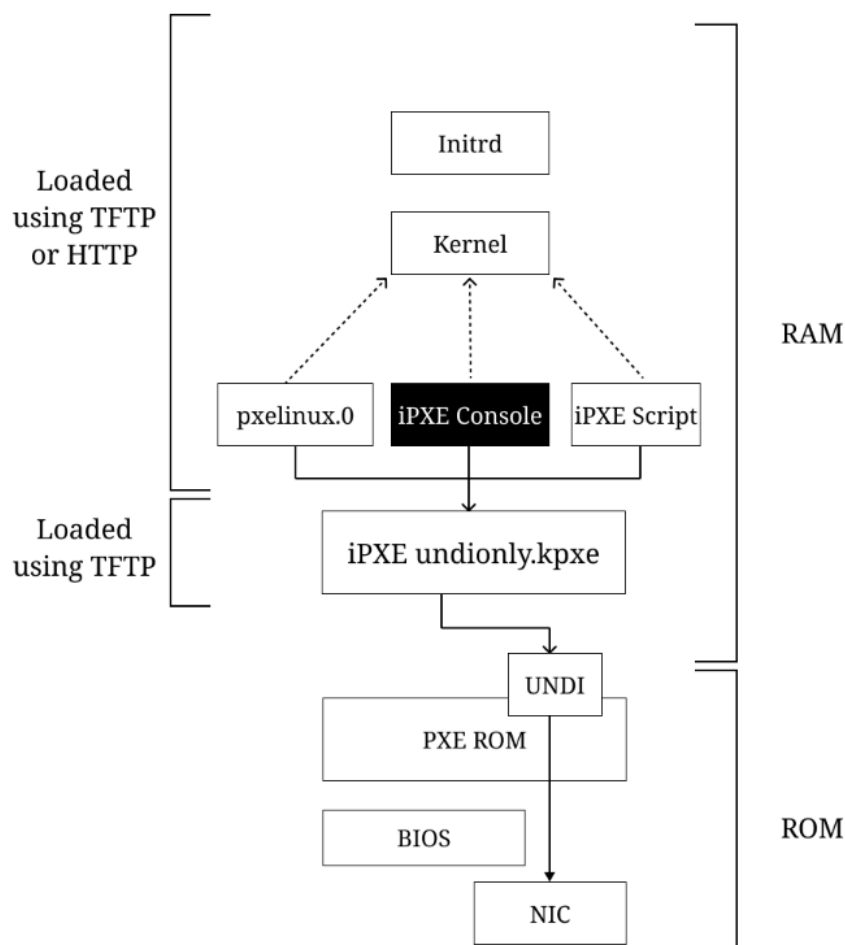 Initrd
Loaded
using TFTP
or HTTP
Kernel
RAM
pxelinux.0
iPXE Console
iPXE Script
Loaded
using TFTP
iPXE undionly.kpxe
UNDI
PXE ROM
BIOS
ROM
NIC